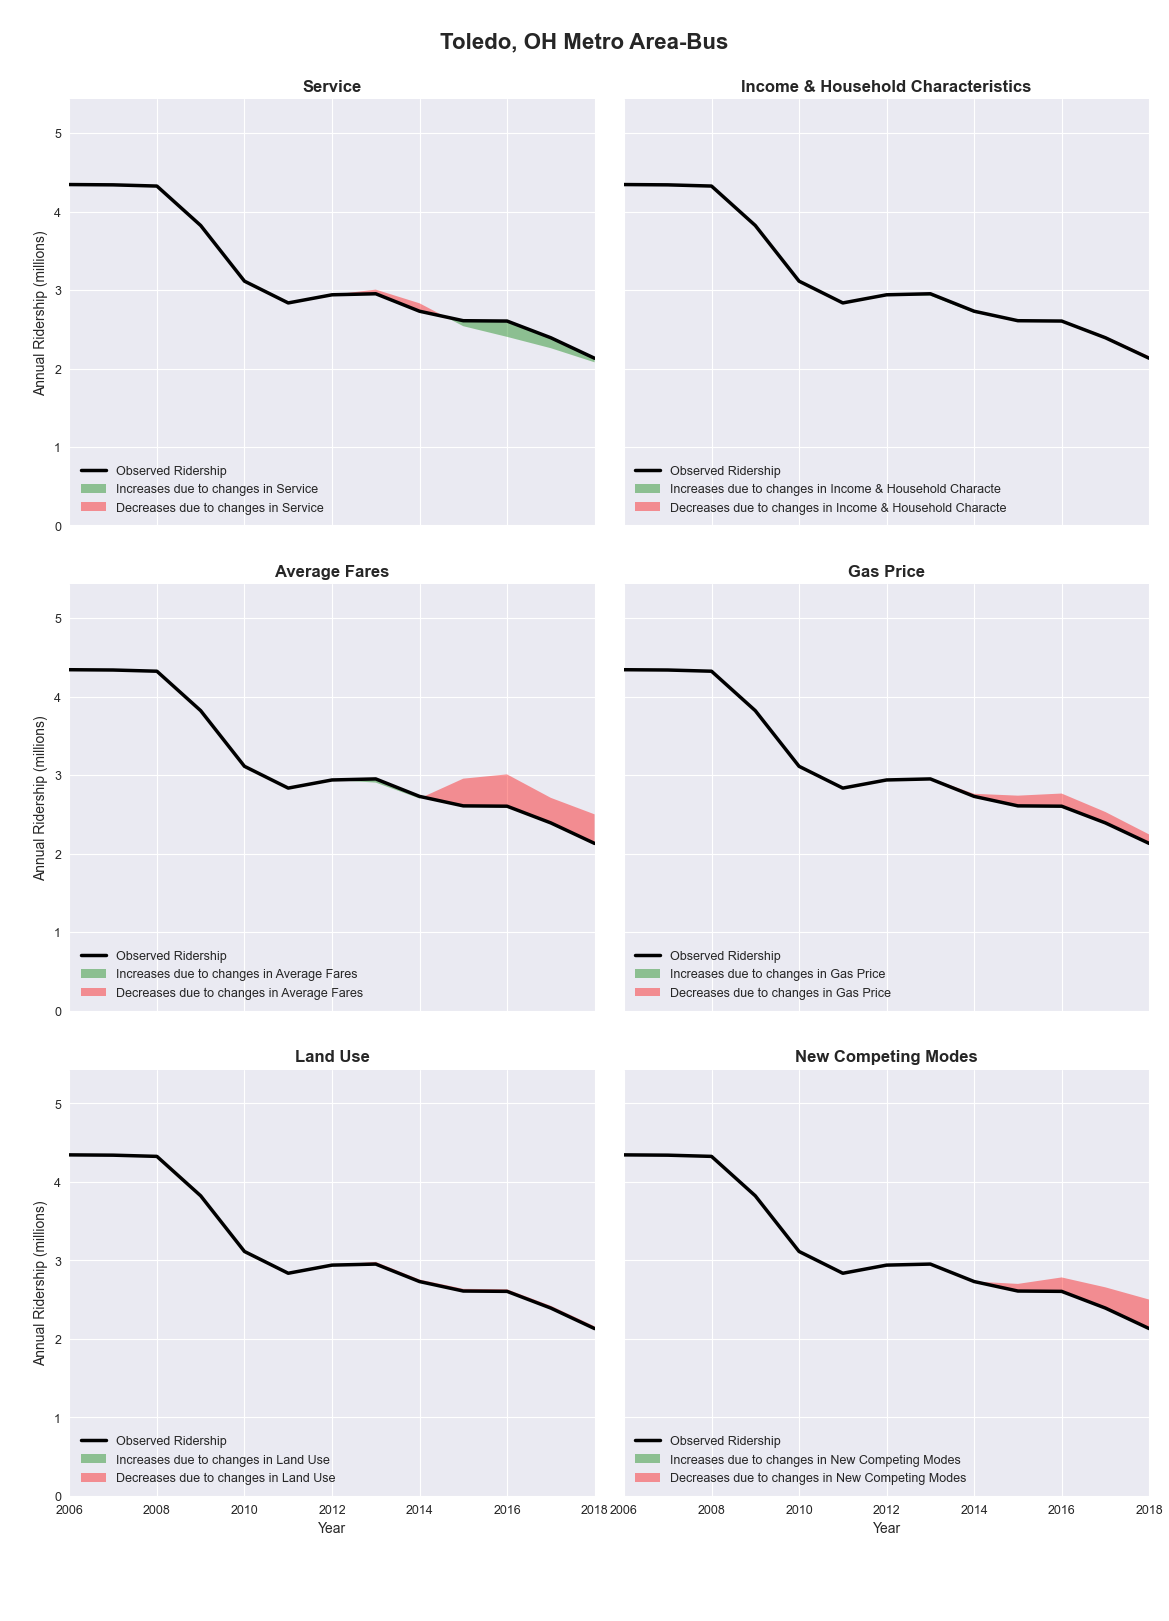 Toledo, OH Metro Area-Bus
Service
Income & Household Characteristics
5
4
3
2
1
0
Annual Ridership (millions)
Observed Ridership
Increases due to changes in Service
Decreases due to changes in Service
Observed Ridership
Increases due to changes in Income & Household Characte
Decreases due to changes in Income & Household Characte
Average Fares
Gas Price
5
4
3
2
1
0
Annual Ridership (millions)
Observed Ridership
Increases due to changes in Average Fares
Decreases due to changes in Average Fares
Observed Ridership
Increases due to changes in Gas Price
Decreases due to changes in Gas Price
Land Use
New Competing Modes
5
4
3
2
1
0
Annual Ridership (millions)
Observed Ridership
Increases due to changes in Land Use
Decreases due to changes in Land Use
Observed Ridership
Increases due to changes in New Competing Modes
Decreases due to changes in New Competing Modes
2006 2008 2010 2012 2014 2016 2018
2006 2008 2010 2012 2014 2016 2018
Year
Year